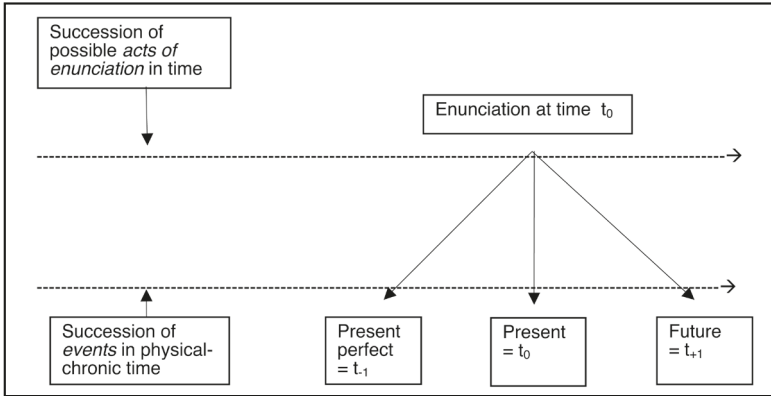 Succession of
possible acts of
enunciation in time
Enunciation at time t₀
Succession of
events in physical-
chronic time
Present
perfect
= t₋₁
Present
= t₀
Future
= t₊₁